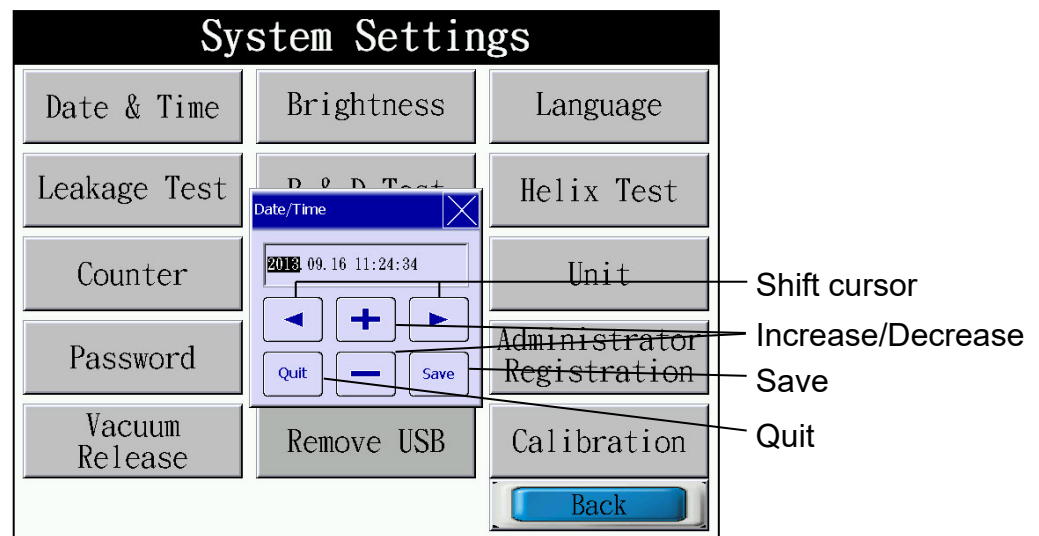 System Settings
Date & Time
Brightness
Language
Leakage Test
B & D Test
Helix Test
Date/Time
2013.09.16 11:24:34
Counter
Unit
Shift cursor
Increase/Decrease
Password
Administrator
Registration
Quit
Save
Save
Vacuum
Release
Remove USB
Calibration
Quit
Back